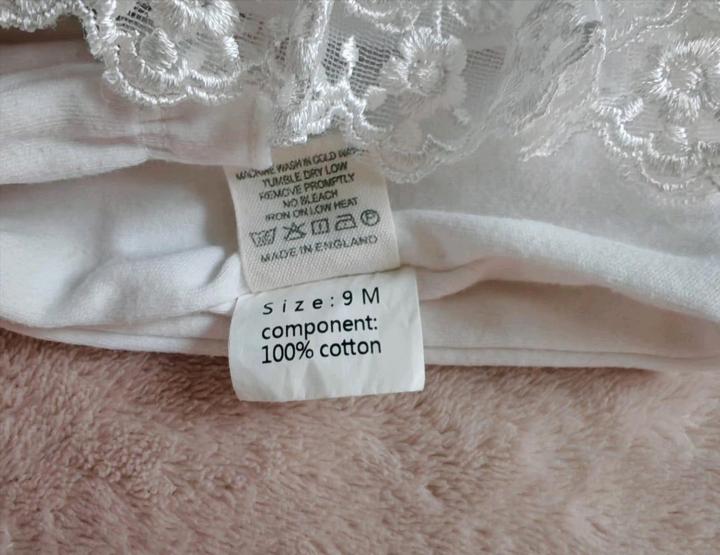 MACHINE WASH IN COLD WATER
TUMBLE DRY LOW
REMOVE PROMPTLY
NO BLEACH
IRON ON LOW HEAT
P
MADE IN ENGLAND
Size: 9 M
component:
100% cotton